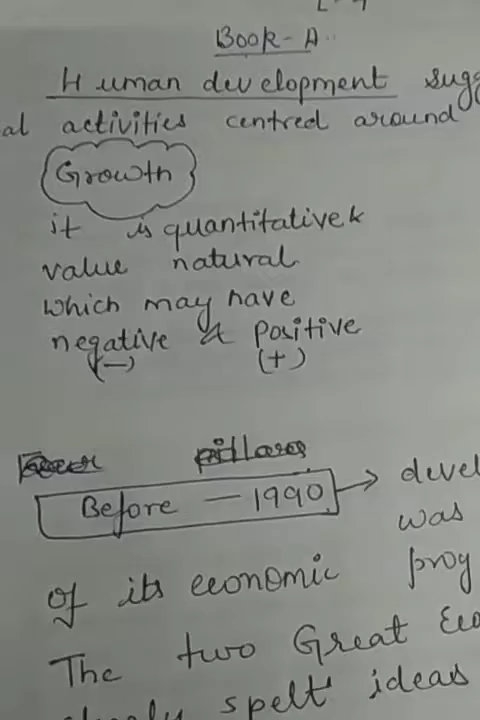 Book-A
Human development sugg
al activities centred around
Growth
it is quantitative &
value natural
which may have
negative & positive
(-) (+)
pillars
Before - 1990 → devel
was
of its economic prog
The two Great Eco
spelt ideas